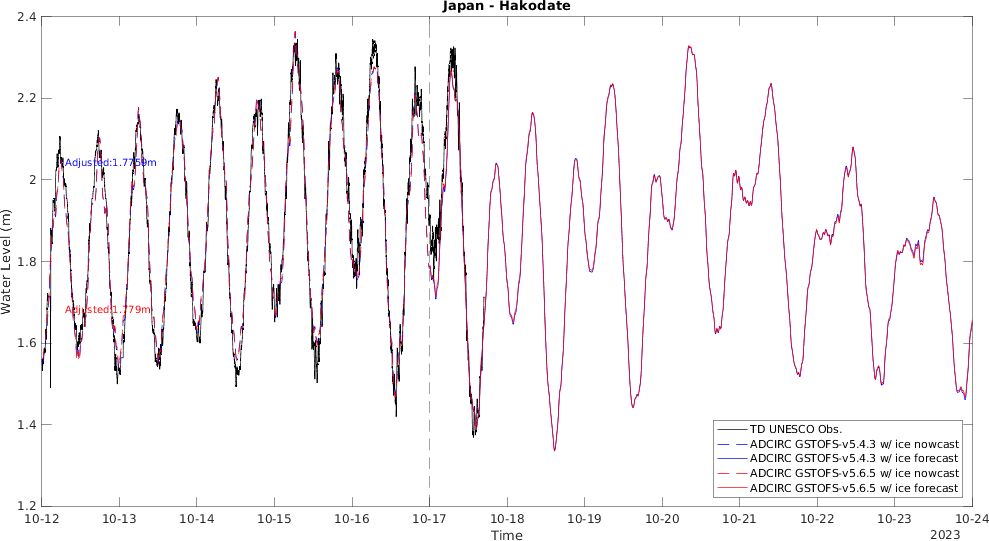 Japan - Hakodate
2.4
2.2
2
1.8
1.6
1.4
1.2
Water Level (m)
Adjusted:1.7759m
Adjusted:1.779m
TD UNESCO Obs.
ADCIRC GSTOFS-v5.4.3 w/ ice nowcast
ADCIRC GSTOFS-v5.4.3 w/ ice forecast
ADCIRC GSTOFS-v5.6.5 w/ ice nowcast
ADCIRC GSTOFS-v5.6.5 w/ ice forecast
10-12 10-13 10-14 10-15 10-16 10-17 10-18 10-19 10-20 10-21 10-22 10-23 10-24
Time
2023